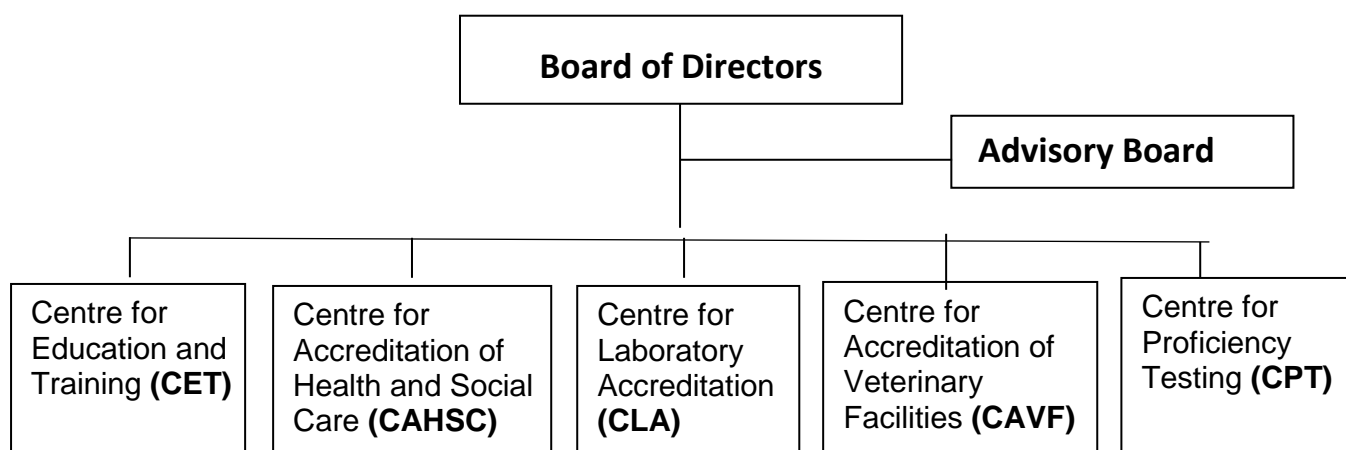 Board of Directors
Advisory Board
Centre for
Education and
Training (CET)
Centre for
Accreditation of
Health and Social
Care (CAHSC)
Centre for
Laboratory
Accreditation
(CLA)
Centre for
Accreditation of
Veterinary
Facilities (CAVF)
Centre for
Proficiency
Testing (CPT)